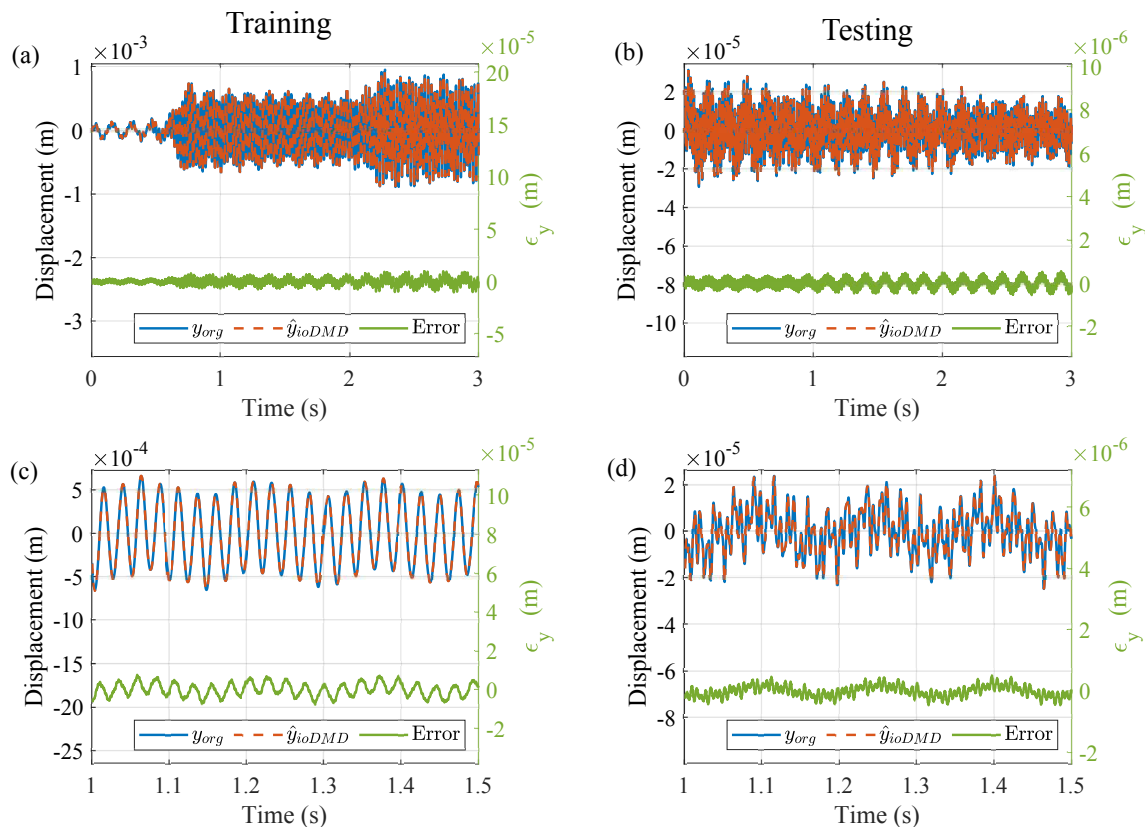 Training
Testing
(a)
×10⁻³
×10⁻⁵
1
0
-1
-2
-3
Displacement (m)
20
15
10
5
0
-5
ϵ_y (m)
y_org ŷ_ioDMD Error
0 1 2 3
Time (s)
(b)
×10⁻⁵
×10⁻⁶
2
0
-2
-4
-6
-8
-10
Displacement (m)
10
8
6
4
2
0
-2
ϵ_y (m)
y_org ŷ_ioDMD Error
0 1 2 3
Time (s)
(c)
×10⁻⁴
×10⁻⁵
5
0
-5
-10
-15
-20
-25
Displacement (m)
10
8
6
4
2
0
-2
ϵ_y (m)
y_org ŷ_ioDMD Error
1 1.1 1.2 1.3 1.4 1.5
Time (s)
(d)
×10⁻⁵
×10⁻⁶
2
0
-2
-4
-6
-8
Displacement (m)
6
4
2
0
-2
ϵ_y (m)
y_org ŷ_ioDMD Error
1 1.1 1.2 1.3 1.4 1.5
Time (s)